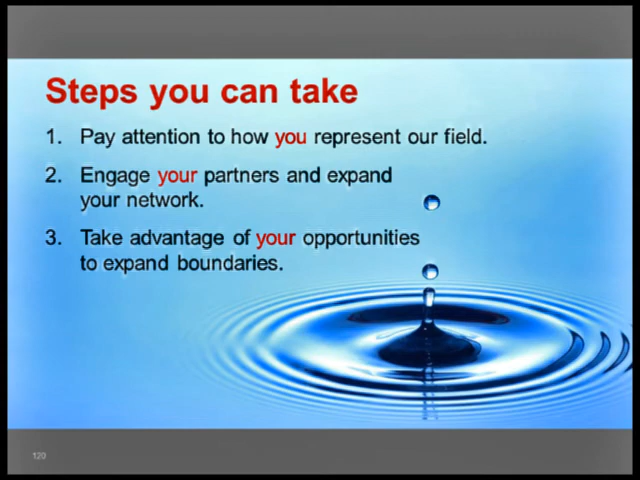 Steps you can take
1. Pay attention to how you represent our field.
2. Engage your partners and expand
your network.
3. Take advantage of your opportunities
to expand boundaries.
120